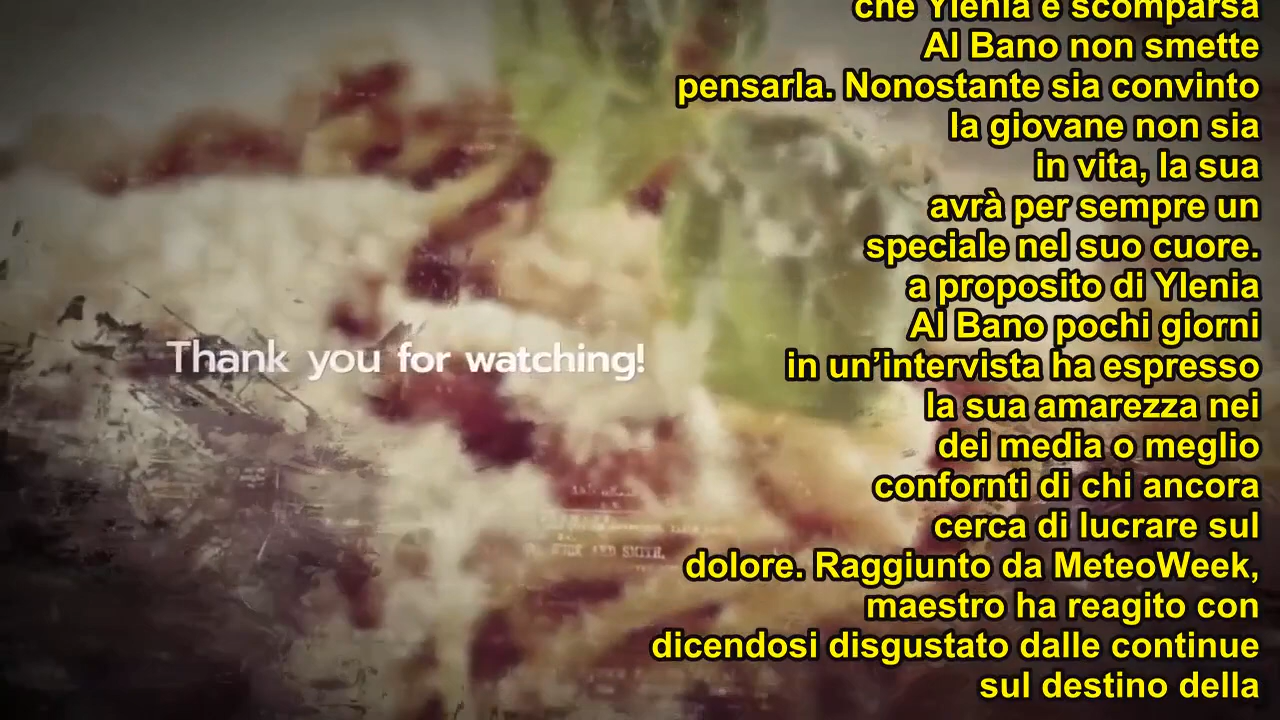 che Ylenia è scomparsa
Al Bano non smette
pensarla. Nonostante sia convinto
la giovane non sia
in vita, la sua
avrà per sempre un
speciale nel suo cuore.
a proposito di Ylenia
Al Bano pochi giorni
in un’intervista ha espresso
la sua amarezza nei
dei media o meglio
confornti di chi ancora
cerca di lucrare sul
dolore. Raggiunto da MeteoWeek,
maestro ha reagito con
dicendosi disgustato dalle continue
sul destino della
Thank you for watching!
AND SMITH,